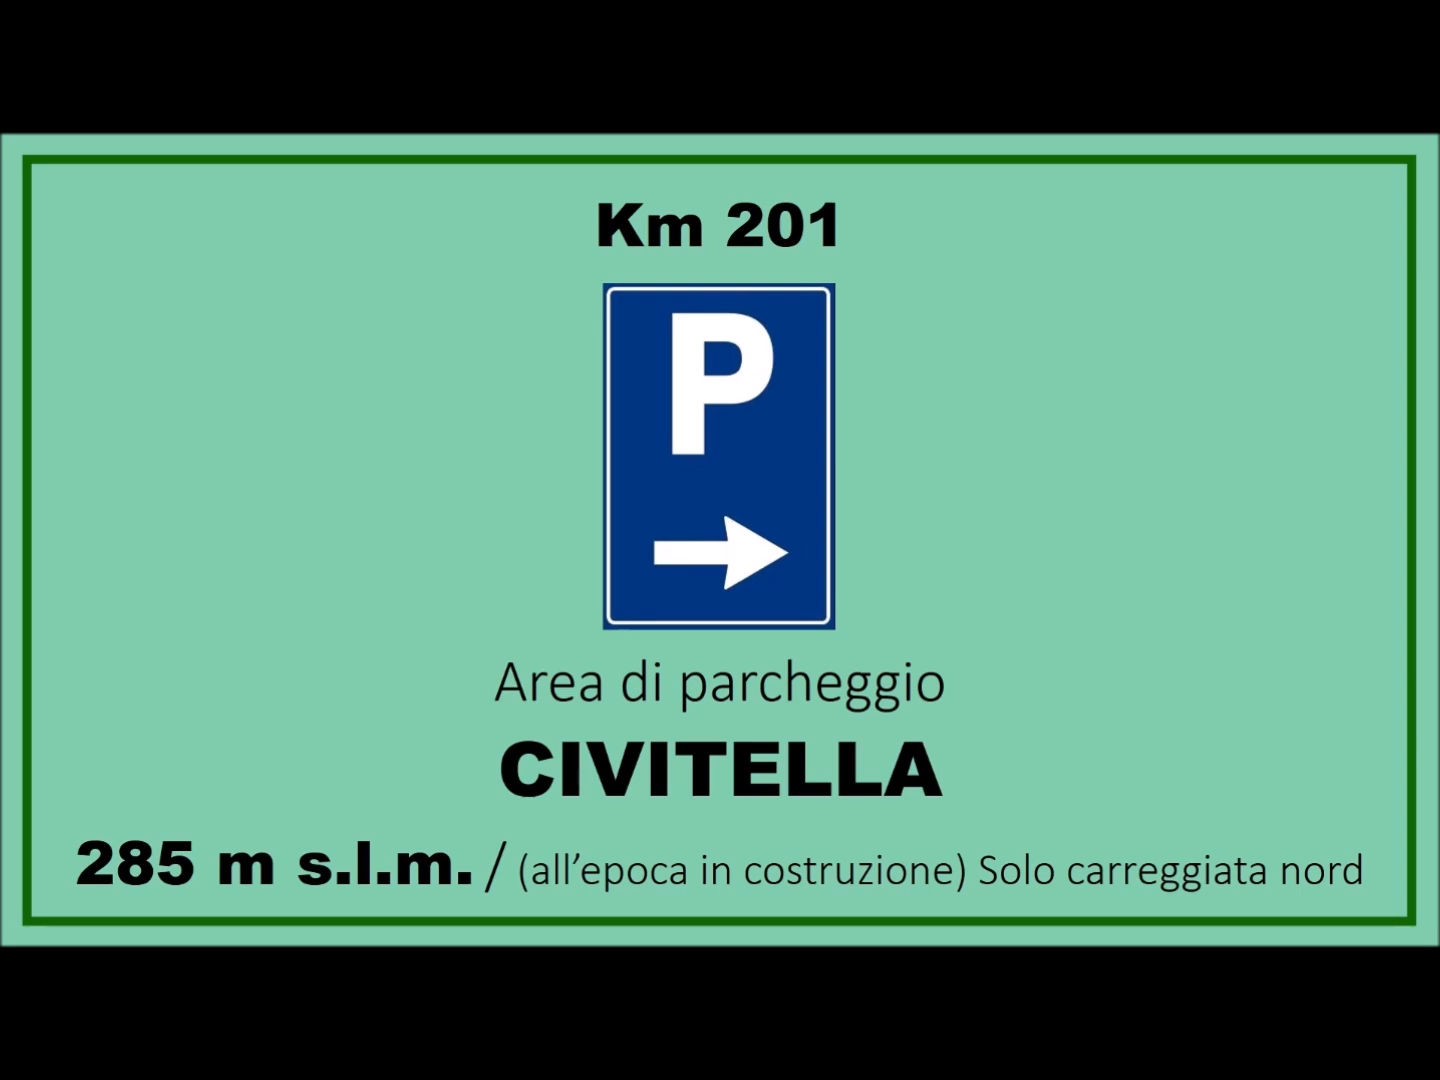 Km 201
P
Area di parcheggio
CIVITELLA
285 m s.l.m. / (all’epoca in costruzione) Solo carreggiata nord